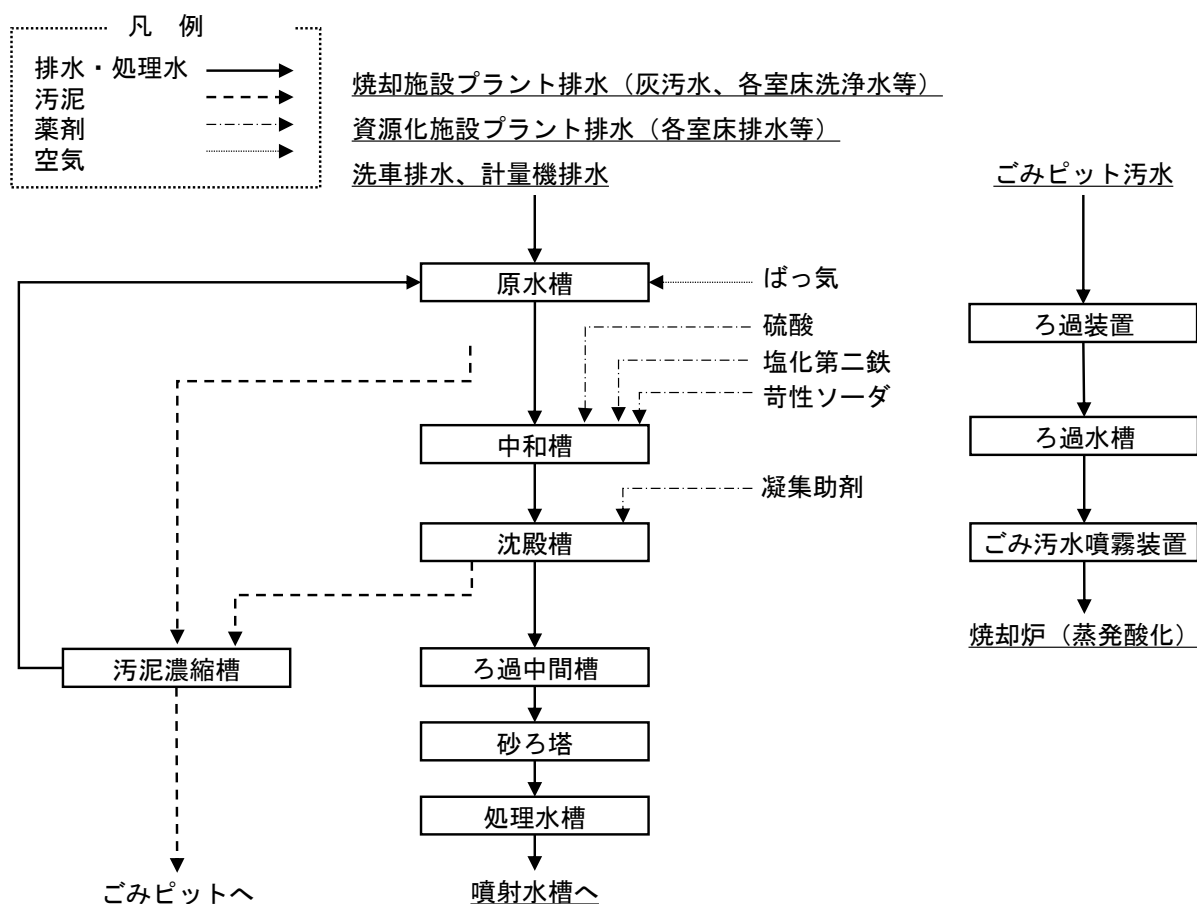 凡　例
排水・処理水
汚泥
薬剤
空気
焼却施設プラント排水（灰汚水、各室床洗浄水等）
資源化施設プラント排水（各室床排水等）
洗車排水、計量機排水
ごみピット汚水
原水槽
ばっ気
硫酸
塩化第二鉄
苛性ソーダ
中和槽
凝集助剤
沈殿槽
汚泥濃縮槽
ろ過中間槽
砂ろ塔
処理水槽
ごみピットへ
噴射水槽へ
ろ過装置
ろ過水槽
ごみ汚水噴霧装置
焼却炉（蒸発酸化）